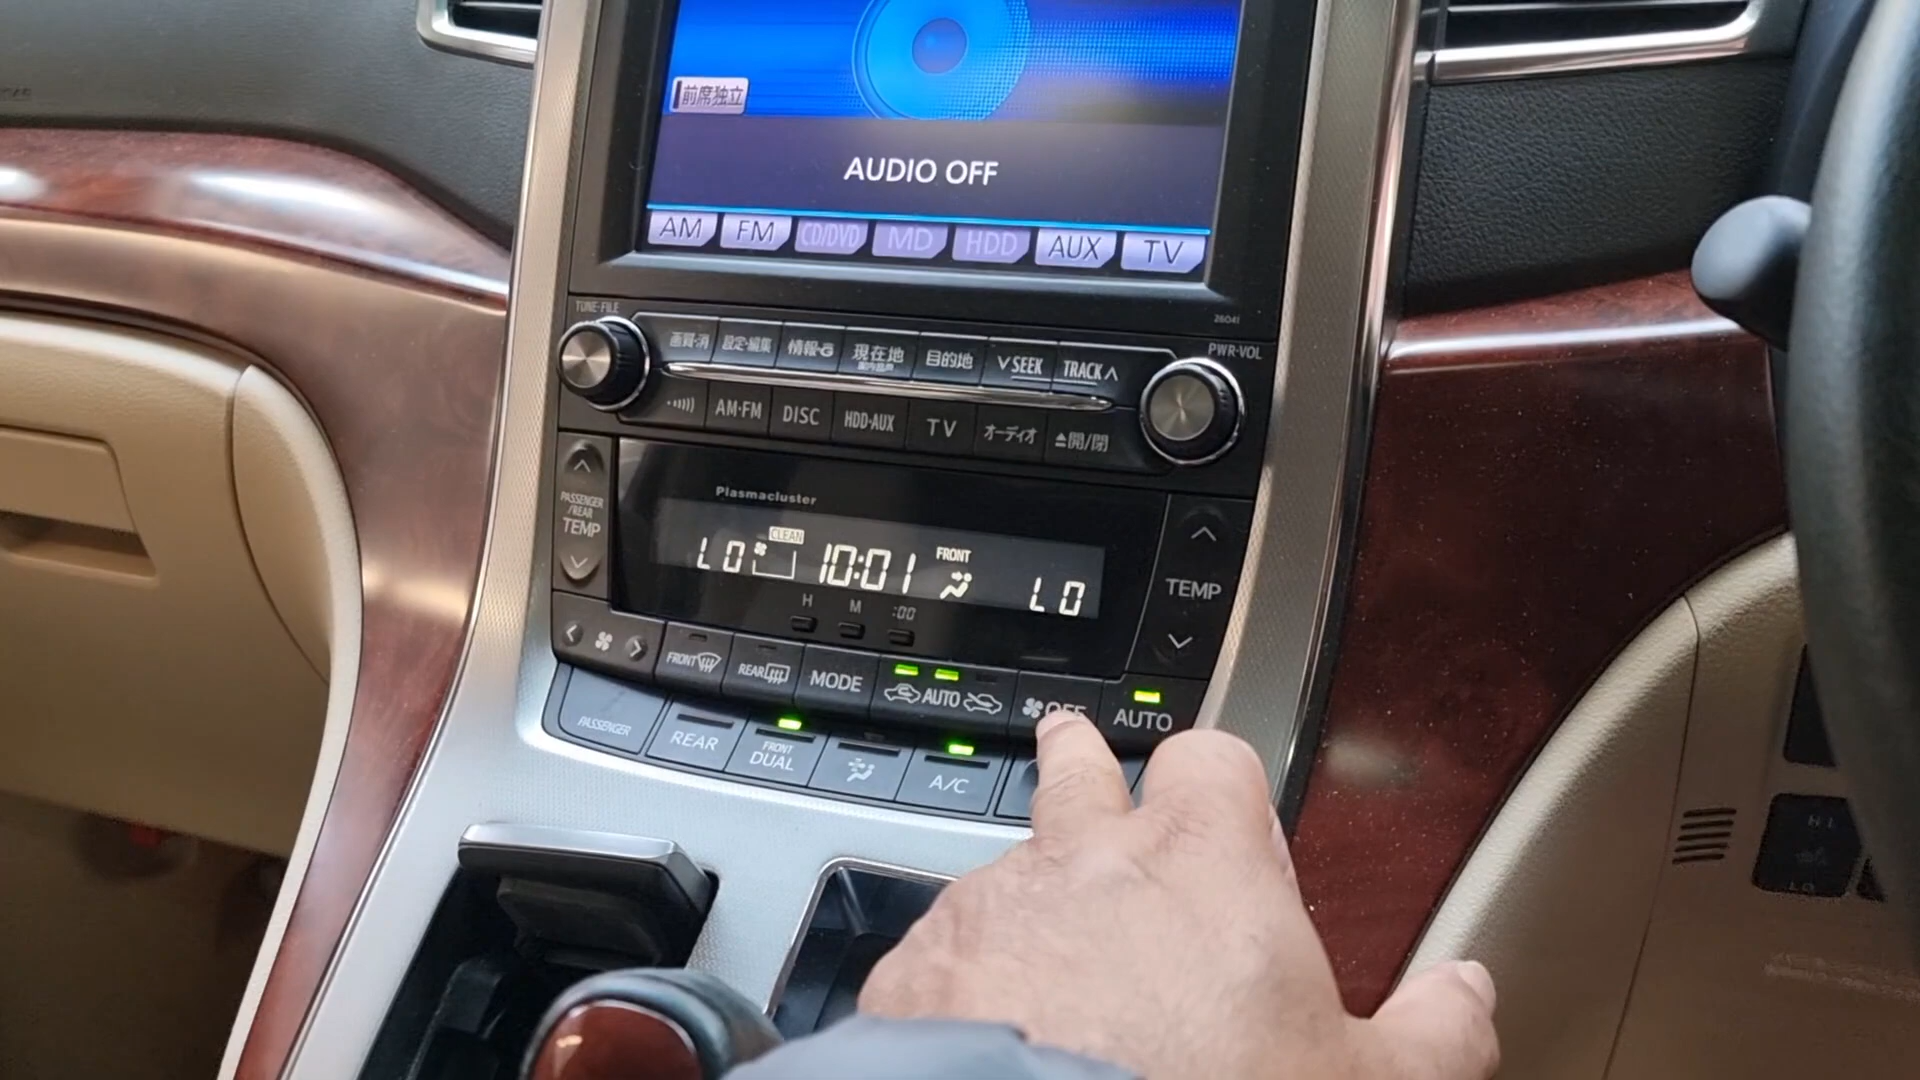 前席独立
AUDIO OFF
AM FM CD/DVD MD HDD AUX TV
26041
TUNE·FILE
PWR·VOL
画質·消 設定·編集 情報·G 現在地 目的地 ∨SEEK TRACK∧
AM·FM DISC HDD·AUX TV オーディオ ▲開/閉
PASSENGER
/REAR
TEMP
Plasmacluster
CLEAN
LO 10:01 FRONT LO
H M :00
TEMP
FRONT REAR MODE AUTO OFF AUTO
PASSENGER REAR FRONT DUAL A/C
HI
LO